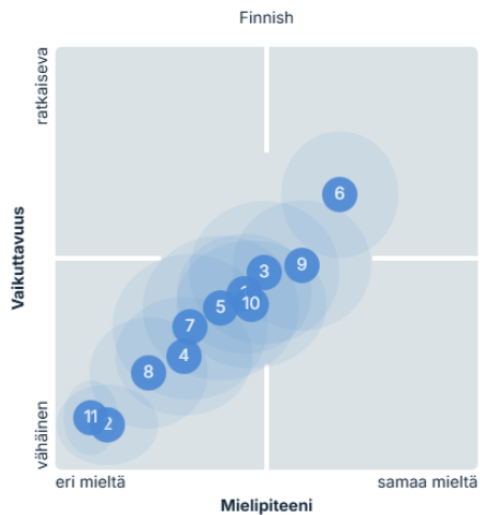 Finnish
ratkaiseva
Vaikuttavuus
vähäinen
6
9
3
10
5
7
4
8
11
2
eri mieltä
samaa mieltä
Mielipiteeni